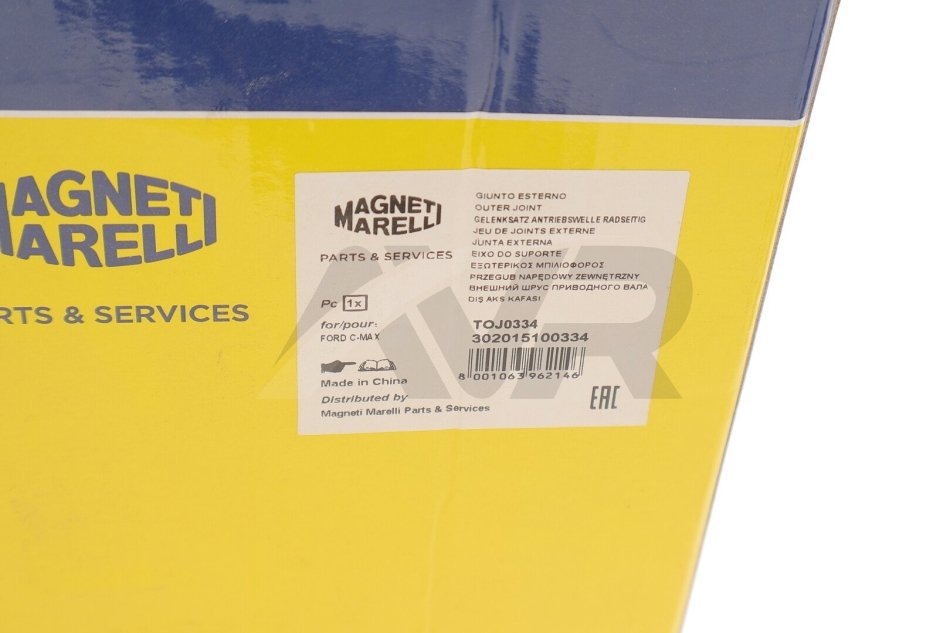 MAGNETI
MARELLI
RTS & SERVICES
MAGNETI
MARELLI
PARTS & SERVICES
Pc 1x
for/pour:
FORD C-MAX
Made in China
Distributed by
Magneti Marelli Parts & Services
GIUNTO ESTERNO
OUTER JOINT
GELENKSATZ ANTRIEBSWELLE RADSEITIG
JEU DE JOINTS EXTERNE
JUNTA EXTERNA
EIXO DO SUPORTE
ΕΞΩΤΕΡΙΚΟΣ ΜΠΙΛΙΟΦΟΡΟΣ
PRZEGUB NAPĘDOWY ZEWNĘTRZNY
ВНЕШНИЙ ШРУС ПРИВОДНОГО ВАЛА
DIŞ AKS KAFASI
TOJ0334
302015100334
8 001063 962146
EAC
AVR